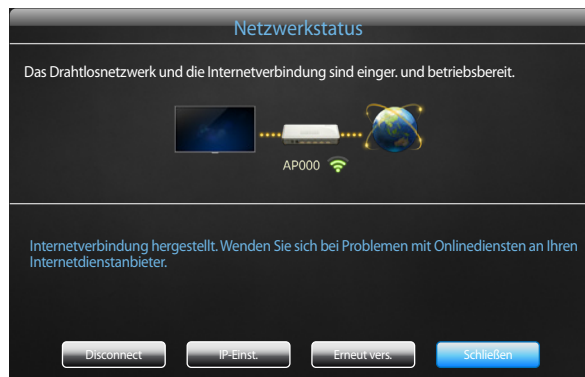 Netzwerkstatus
Das Drahtlosnetzwerk und die Internetverbindung sind einger. und betriebsbereit.
AP000
Internetverbindung hergestellt. Wenden Sie sich bei Problemen mit Onlinediensten an Ihren
Internetdienstanbieter.
Disconnect IP-Einst. Erneut vers. Schließen